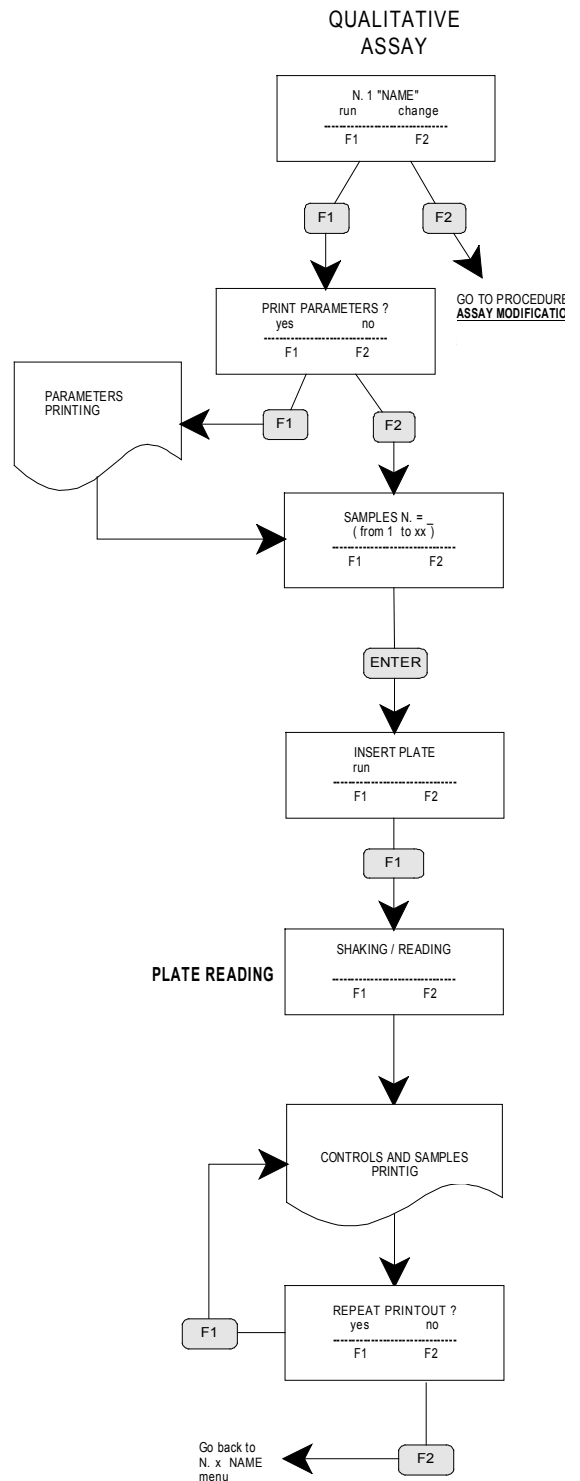 QUALITATIVE
ASSAY
N. 1 "NAME"
run change
F1 F2
F1
F2
PRINT PARAMETERS ?
yes no
F1 F2
GO TO PROCEDURE
ASSAY MODIFICATIO
PARAMETERS
PRINTING
F1
F2
SAMPLES N. = _
( from 1 to xx )
F1 F2
ENTER
INSERT PLATE
run
F1 F2
F1
PLATE READING
SHAKING / READING
F1 F2
CONTROLS AND SAMPLES
PRINTIG
REPEAT PRINTOUT ?
yes no
F1 F2
F1
F2
Go back to
N. x NAME
menu